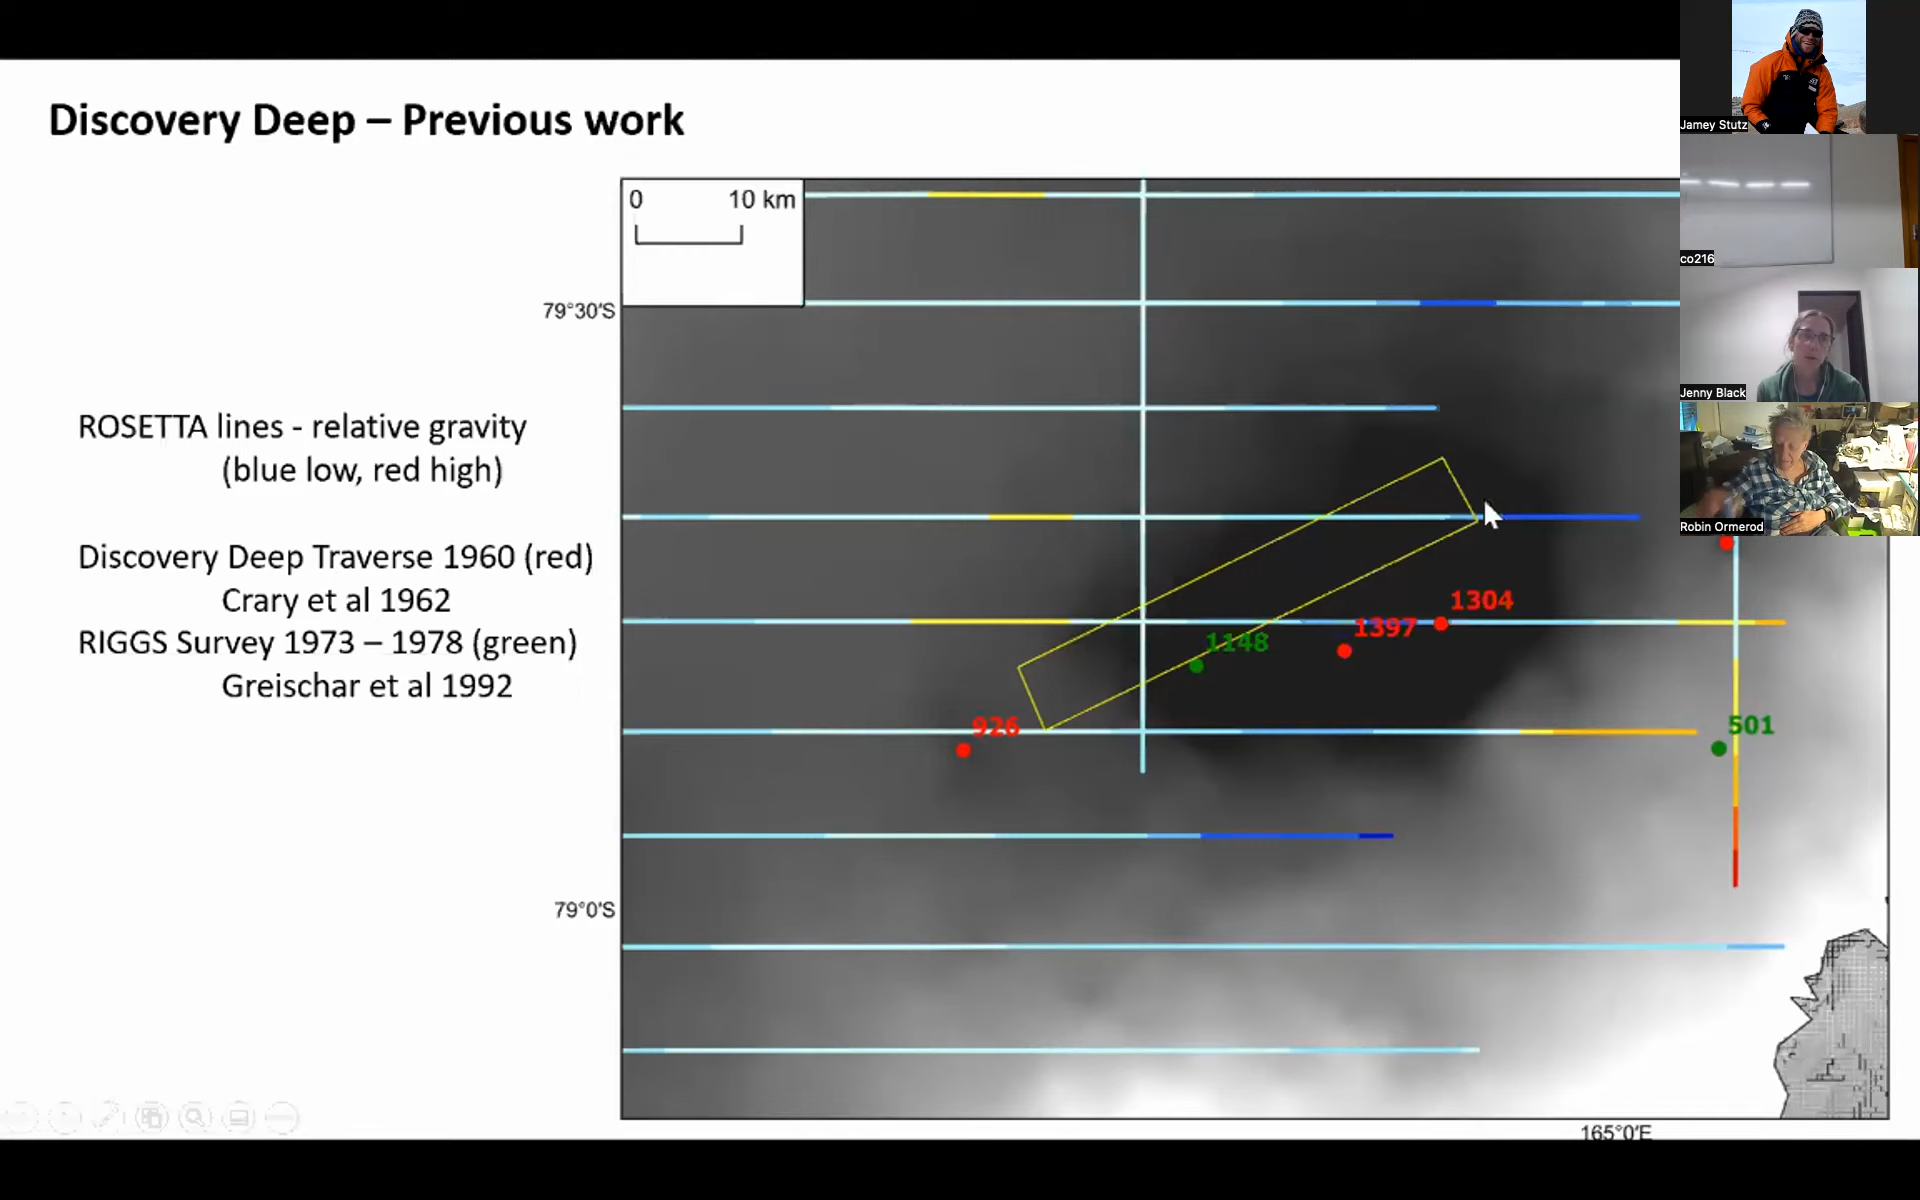 Discovery Deep – Previous work
0 10 km
79°30'S
ROSETTA lines - relative gravity
(blue low, red high)
Discovery Deep Traverse 1960 (red)
Crary et al 1962
RIGGS Survey 1973 – 1978 (green)
Greischar et al 1992
1304
1397
1148
926
501
79°0'S
165°0'E
Jamey Stutz
co216
Jenny Black
Robin Ormerod